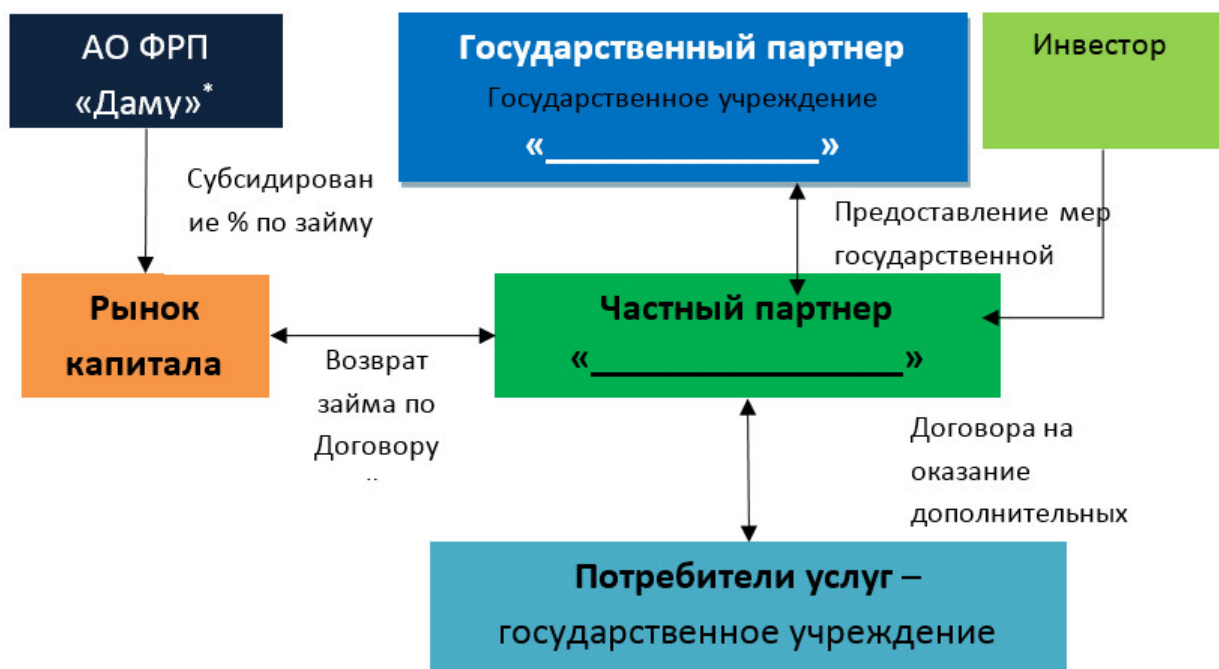 АО ФРП
«Даму»*
Государственный партнер
Государственное учреждение
«_______________»
Инвестор
Субсидирован
ие % по займу
Предоставление мер
государственной
Рынок
капитала
Частный партнер
«_________________»
Возврат
займа по
Договору
Договора на
оказание
дополнительных
Потребители услуг –
государственное учреждение